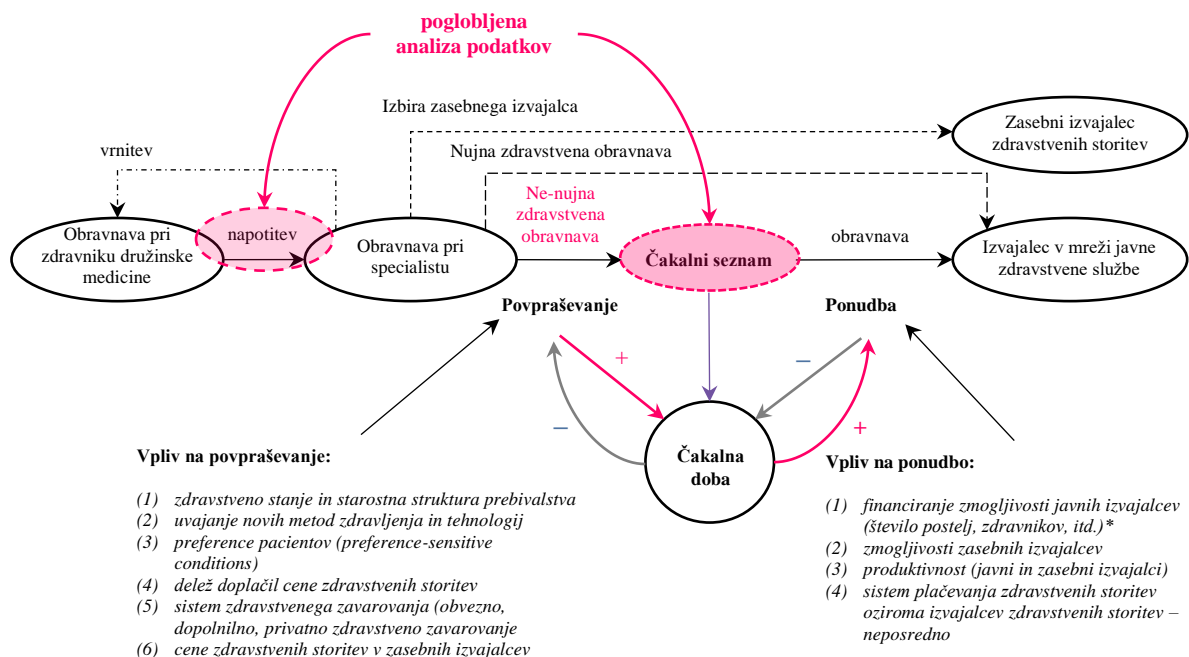 poglobljena
analiza podatkov
Izbira zasebnega izvajalca
Zasebni izvajalec
zdravstvenih storitev
vrnitev
Nujna zdravstvena obravnava
Ne-nujna
zdravstvena
obravnava
Obravnava pri
zdravniku družinske
medicine
napotitev
Obravnava pri
specialistu
Čakalni seznam
obravnava
Izvajalec v mreži javne
zdravstvene službe
Povpraševanje
Ponudba
+
–
–
+
Čakalna
doba
Vpliv na povpraševanje:
(1) zdravstveno stanje in starostna struktura prebivalstva
(2) uvajanje novih metod zdravljenja in tehnologij
(3) preference pacientov (preference-sensitive
conditions)
(4) delež doplačil cene zdravstvenih storitev
(5) sistem zdravstvenega zavarovanja (obvezno,
dopolnilno, privatno zdravstveno zavarovanje
(6) cene zdravstvenih storitev v zasebnih izvajalcev
Vpliv na ponudbo:
(1) financiranje zmogljivosti javnih izvajalcev
(število postelj, zdravnikov, itd.)*
(2) zmogljivosti zasebnih izvajalcev
(3) produktivnost (javni in zasebni izvajalci)
(4) sistem plačevanja zdravstvenih storitev
oziroma izvajalcev zdravstvenih storitev –
neposredno